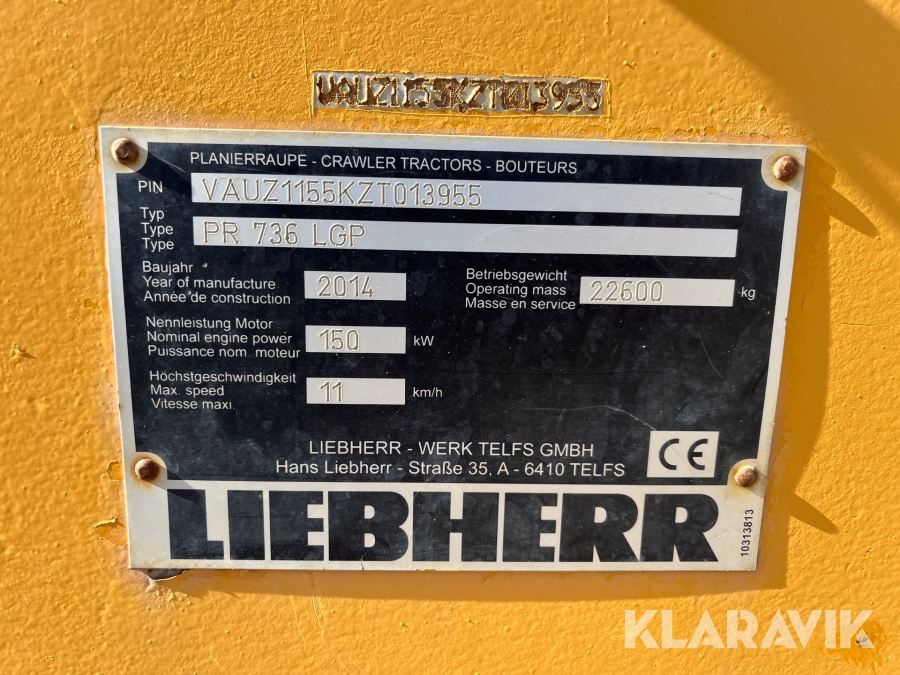 VAUZ1155KZT013955
PLANIERRAUPE - CRAWLER TRACTORS - BOUTEURS
PIN VAUZ1155KZT013955
Typ
Type PR 736 LGP
Type
Baujahr
Year of manufacture 2014
Année de construction
Betriebsgewicht
Operating mass 22600 kg
Masse en service
Nennleistung Motor
Nominal engine power 150 kW
Puissance nom. moteur
Höchstgeschwindigkeit
Max. speed 11 km/h
Vitesse maxi.
LIEBHERR - WERK TELFS GMBH
Hans Liebherr - Straße 35, A - 6410 TELFS
CE
LIEBHERR
10313813
KLARAVIK